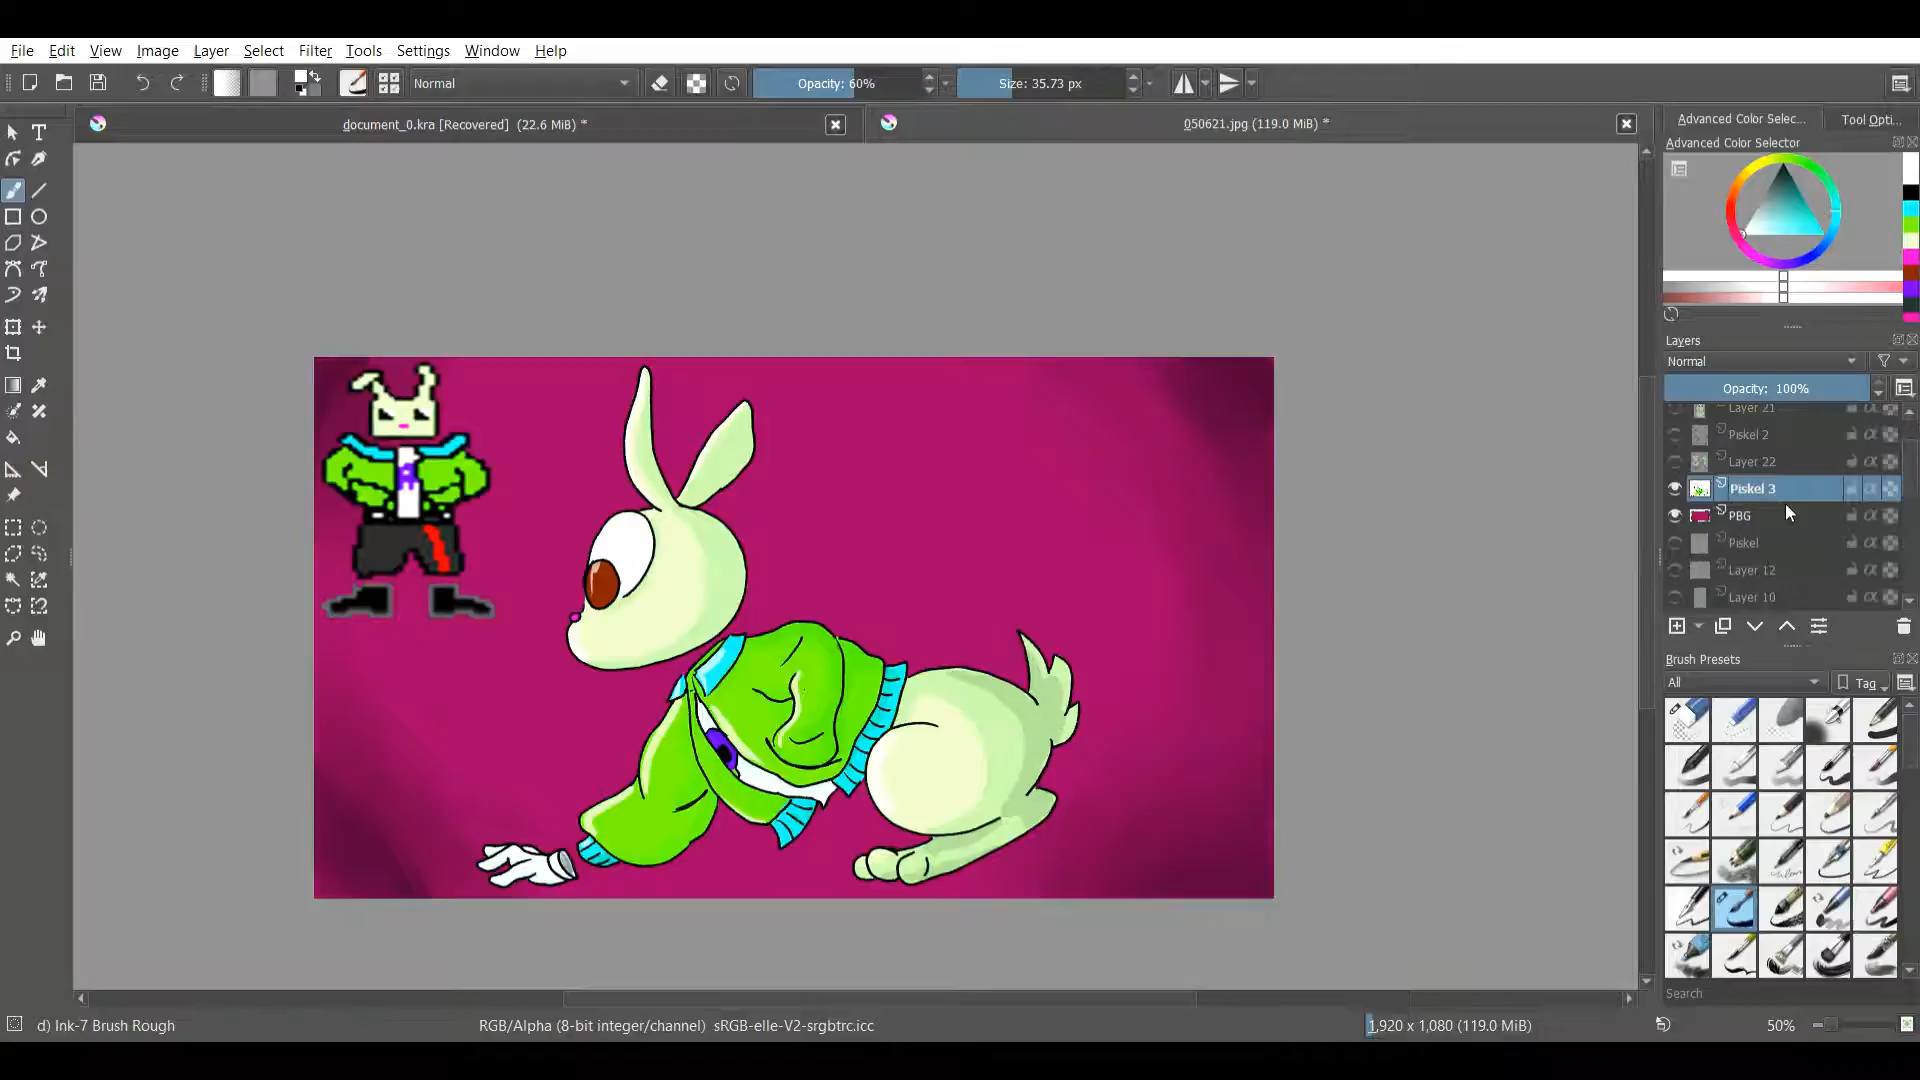 File Edit View Image Layer Select Filter Tools Settings Window Help
Normal Opacity: 60% Size: 35.73 px
document_0.kra [Recovered] (22.6 MiB) * 050621.jpg (119.0 MiB) *
Advanced Color Selec... Tool Opti...
Advanced Color Selector
Layers
Normal
Opacity: 100%
Layer 21
Piskel 2
Layer 22
Piskel 3
PBG
Piskel
Layer 12
Layer 10
Brush Presets
All Tag
Search
d) Ink-7 Brush Rough RGB/Alpha (8-bit integer/channel) sRGB-elle-V2-srgbtrc.icc 1,920 x 1,080 (119.0 MiB) 50%